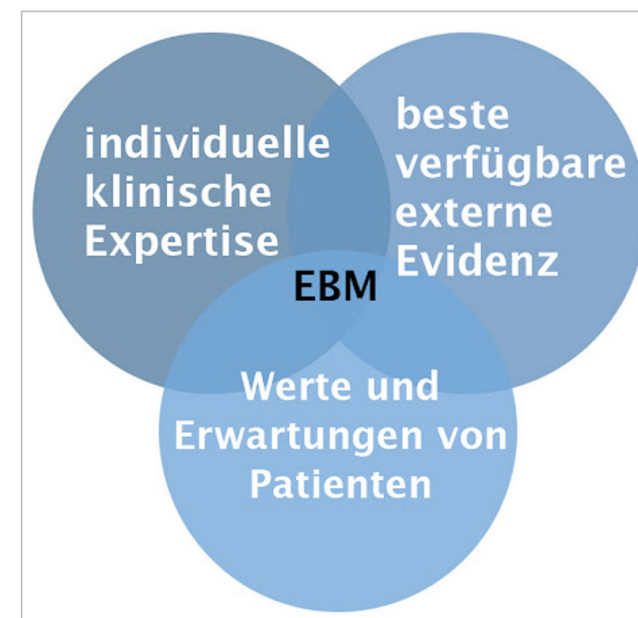 individuelle
klinische
Expertise
beste
verfügbare
externe
Evidenz
EBM
Werte und
Erwartungen von
Patienten